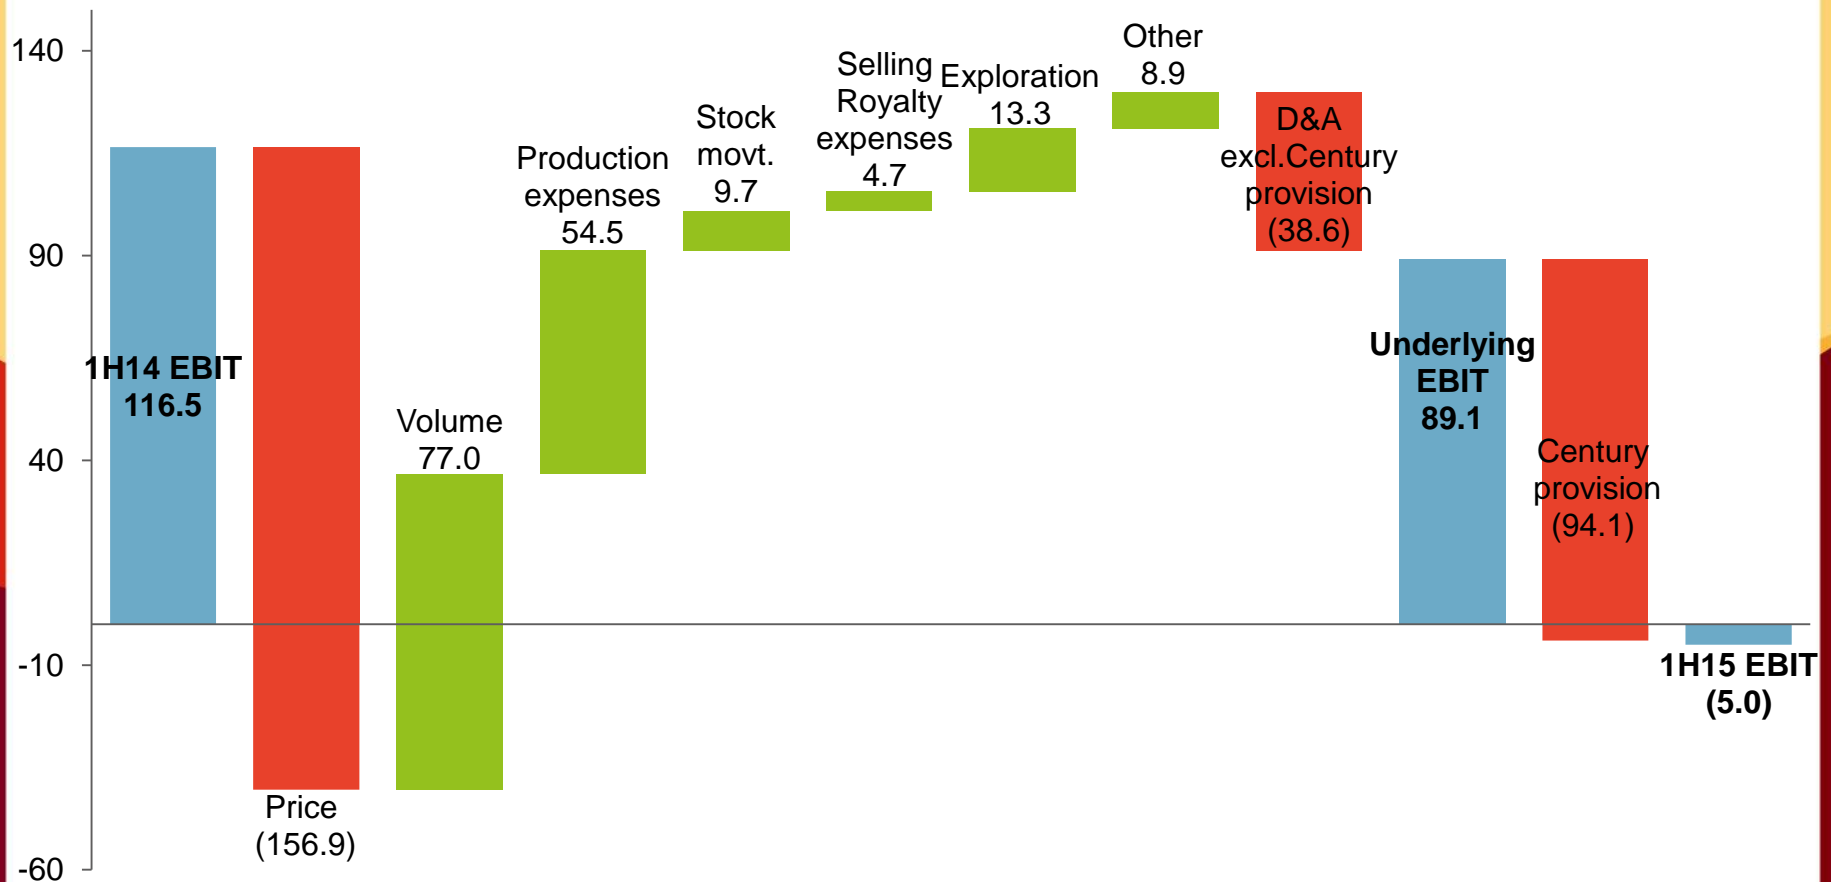 140
90
40
-10
-60
1H14 EBIT
116.5
Price
(156.9)
Volume
77.0
Production
expenses
54.5
Stock
movt.
9.7
Selling
Royalty
expenses
4.7
Exploration
13.3
Other
8.9
D&A
excl.Century
provision
(38.6)
Underlying
EBIT
89.1
Century
provision
(94.1)
1H15 EBIT
(5.0)